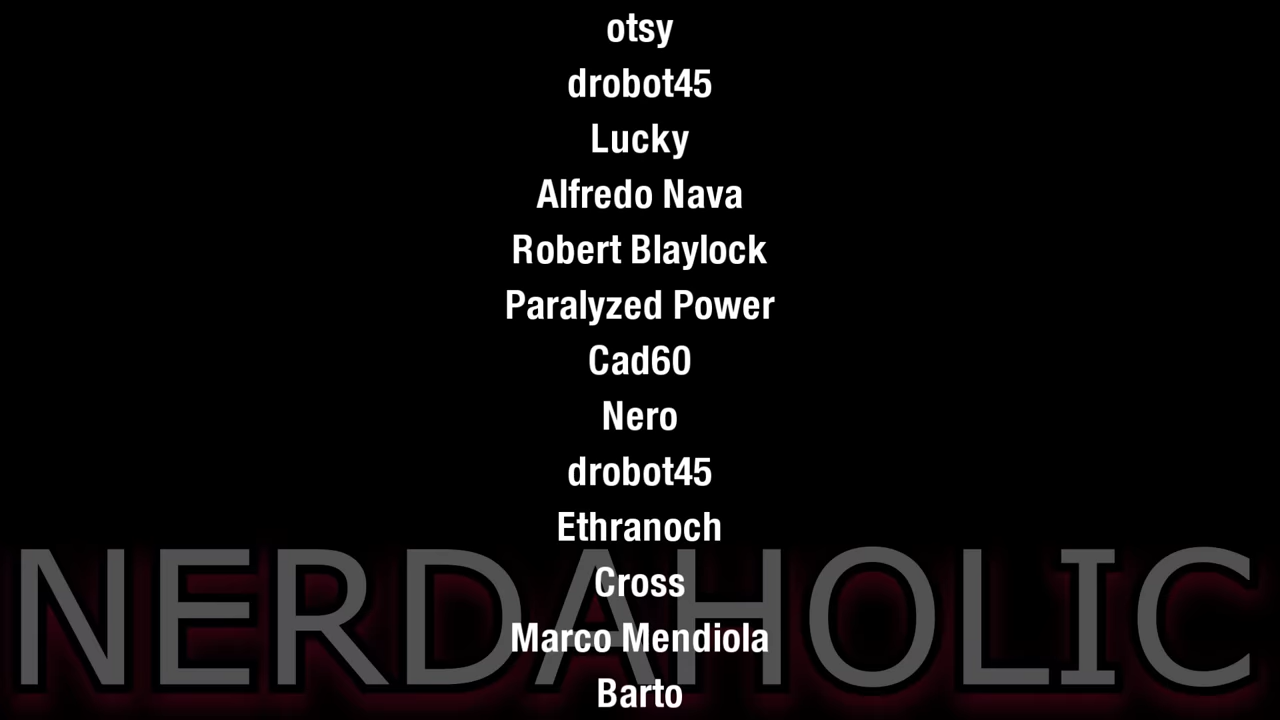 otsy
drobot45
Lucky
Alfredo Nava
Robert Blaylock
Paralyzed Power
Cad60
Nero
drobot45
Ethranoch
Cross
Marco Mendiola
Barto
NERDAHOLIC